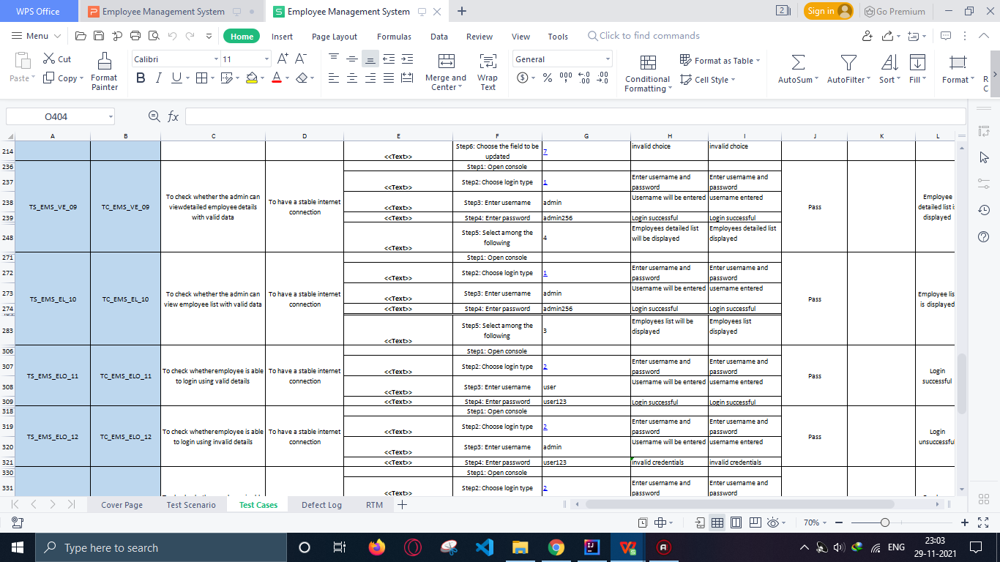 WPS Office
Employee Management System
Employee Management System
2
Sign in
Go Premium
Menu
Home
Insert
Page Layout
Formulas
Data
Review
View
Tools
Click to find commands
Paste
Cut
Copy
Format Painter
Calibri
11
Merge and Center
Wrap Text
General
Conditional Formatting
Format as Table
Cell Style
AutoSum
AutoFilter
Sort
Fill
Format
R
C
O404
fx
A B C D E F G H I J K L
214 <<Text>> Step6: Choose the field to be updated 7 invalid choice invalid choice
236 Step1: Open console
237 <<Text>> Step2: Choose login type 1 Enter username and password Enter username and password
TS_EMS_VE_09 TC_EMS_VE_09 To check whether the admin can viewdetailed employee details with valid data To have a stable internet connection Pass Employee detailed list is displayed
238 <<Text>> Step3: Enter username admin Username will be entered username entered
239 <<Text>> Step4: Enter password admin256 Login successful Login successful
248 <<Text>> Step5: Select among the following 4 Employees detailed list will be displayed Employees detailed list displayed
271 Step1: Open console
272 <<Text>> Step2: Choose login type 1 Enter username and password Enter username and password
TS_EMS_EL_10 TC_EMS_EL_10 To check whether the admin can view employee list with valid data To have a stable internet connection Pass Employee lis is displayed
273 <<Text>> Step3: Enter username admin Username will be entered username entered
274 <<Text>> Step4: Enter password admin256 Login successful Login successful
283 <<Text>> Step5: Select among the following 3 Employees list will be displayed Employees list displayed
306 Step1: Open console
307 <<Text>> Step2: Choose login type 2 Enter username and password Enter username and password
TS_EMS_ELO_11 TC_EMS_ELO_11 To check whetheremployee is able to login using valid details To have a stable internet connection Pass Login successful
308 <<Text>> Step3: Enter username user Username will be entered username entered
309 <<Text>> Step4: Enter password user123 Login successful Login successful
318 Step1: Open console
319 <<Text>> Step2: Choose login type 2 Enter username and password Enter username and password
TS_EMS_ELO_12 TC_EMS_ELO_12 To check whetheremployee is able to login using invalid details To have a stable internet connection Pass Login unsuccessful
320 <<Text>> Step3: Enter username admin Username will be entered username entered
321 <<Text>> Step4: Enter password user123 invalid credentials invalid credentials
330 Step1: Open console
331 <<Text>> Step2: Choose login type 2 Enter username and password Enter username and password
Cover Page
Test Scenario
Test Cases
Defect Log
RTM
70%
Type here to search
ENG
23:03
29-11-2021